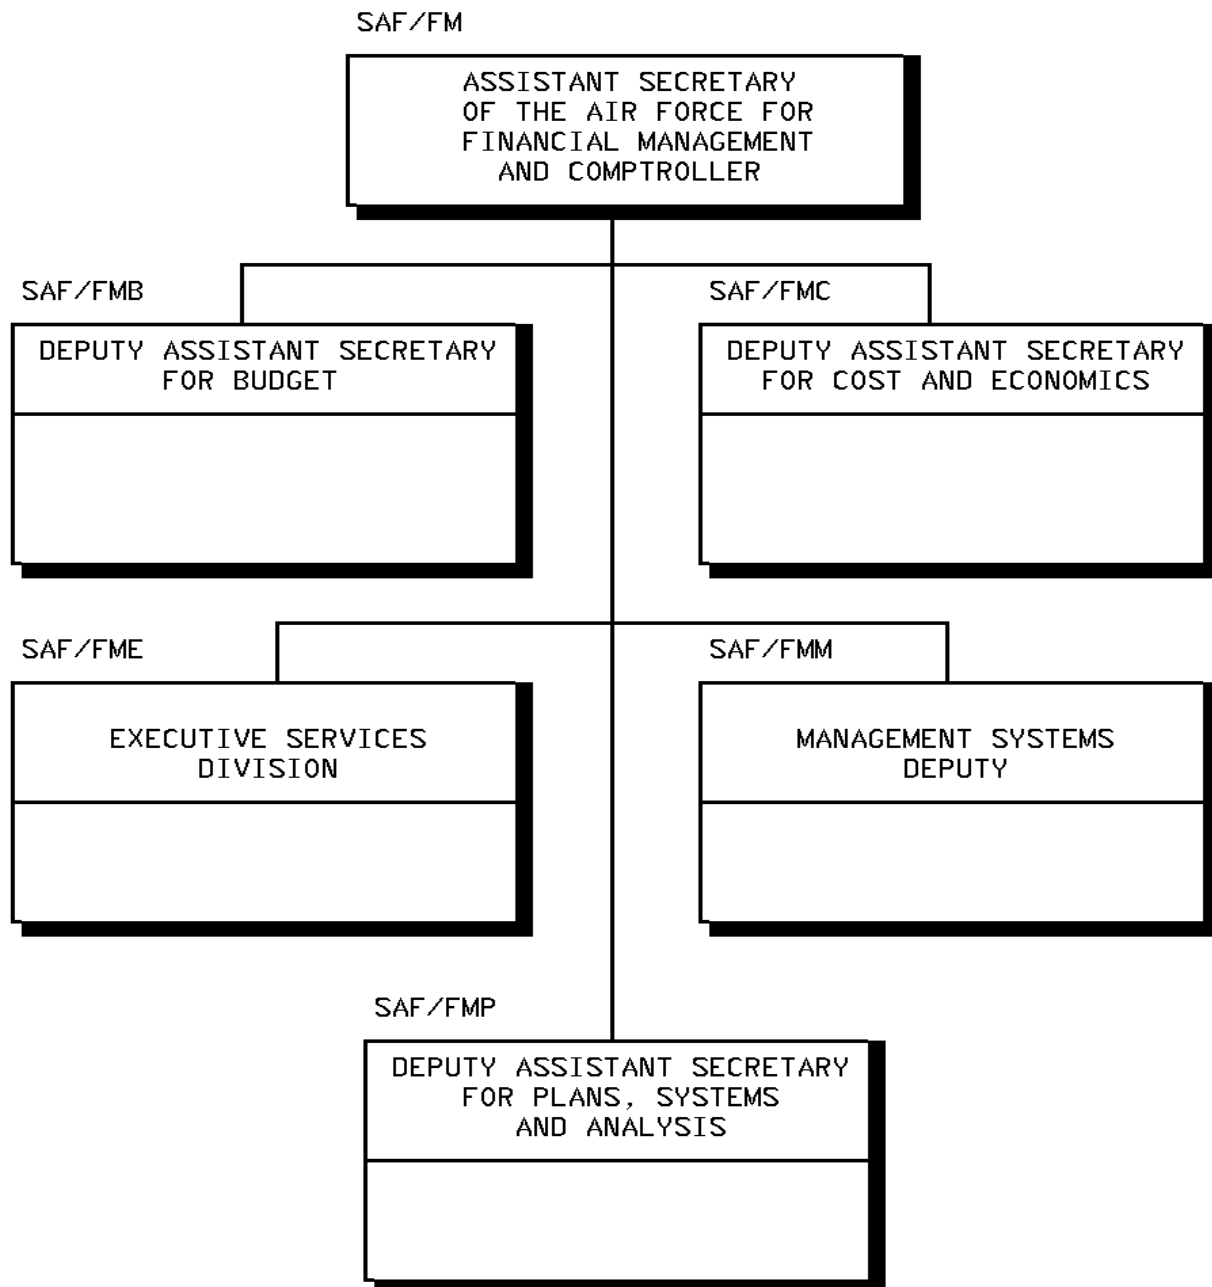 SAF/FM
ASSISTANT SECRETARY
OF THE AIR FORCE FOR
FINANCIAL MANAGEMENT
AND COMPTROLLER
SAF/FMB
DEPUTY ASSISTANT SECRETARY
FOR BUDGET
SAF/FMC
DEPUTY ASSISTANT SECRETARY
FOR COST AND ECONOMICS
SAF/FME
EXECUTIVE SERVICES
DIVISION
SAF/FMM
MANAGEMENT SYSTEMS
DEPUTY
SAF/FMP
DEPUTY ASSISTANT SECRETARY
FOR PLANS, SYSTEMS
AND ANALYSIS